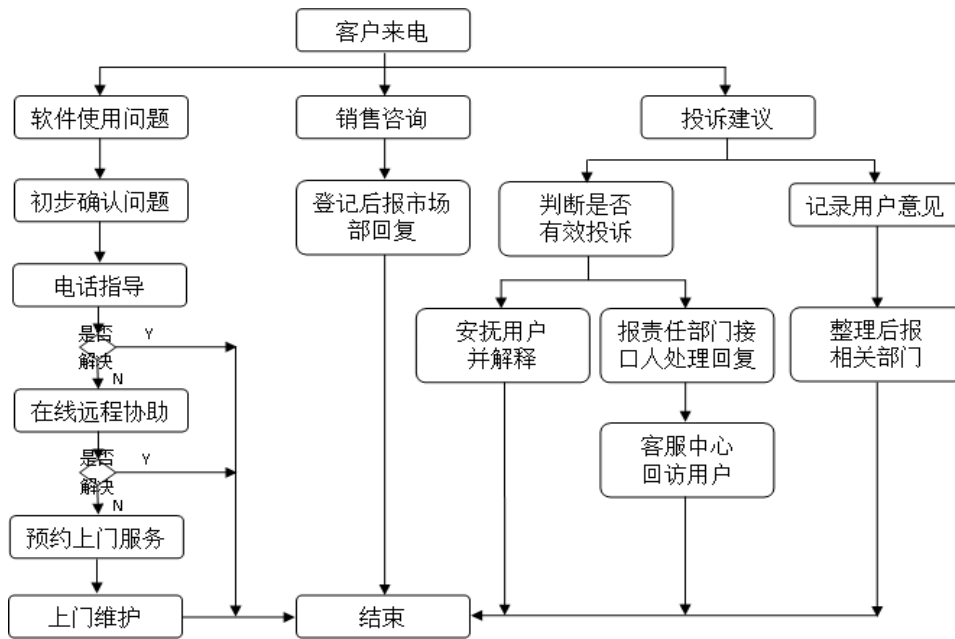 客户来电
软件使用问题
销售咨询
投诉建议
初步确认问题
登记后报市场
部回复
判断是否
有效投诉
记录用户意见
电话指导
安抚用户
并解释
报责任部门接
口人处理回复
整理后报
相关部门
是否
解决
Y
N
在线远程协助
客服中心
回访用户
是否
解决
Y
N
预约上门服务
上门维护
结束